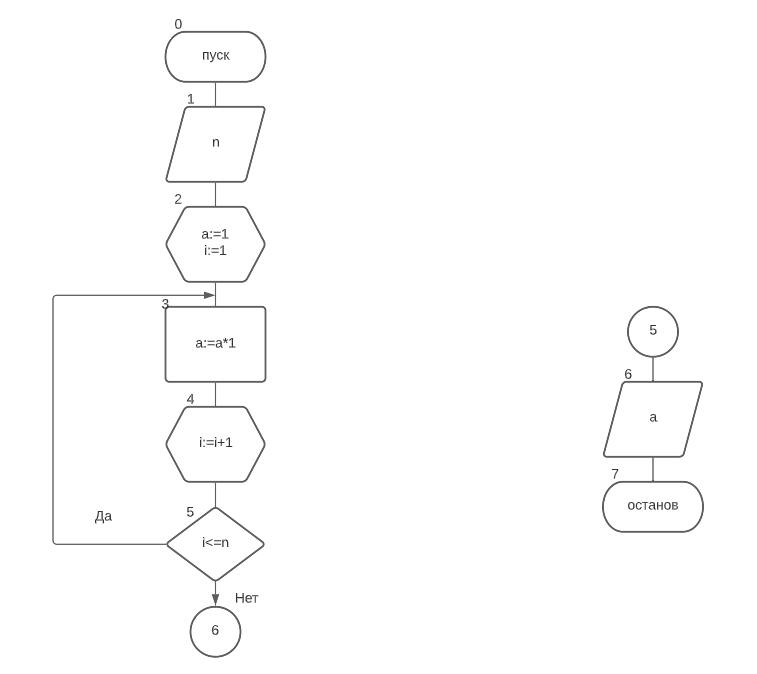 0
пуск
1
n
2
a:=1
i:=1
3
a:=a*1
4
i:=i+1
Да
5
i<=n
Нет
6
5
6
a
7
останов